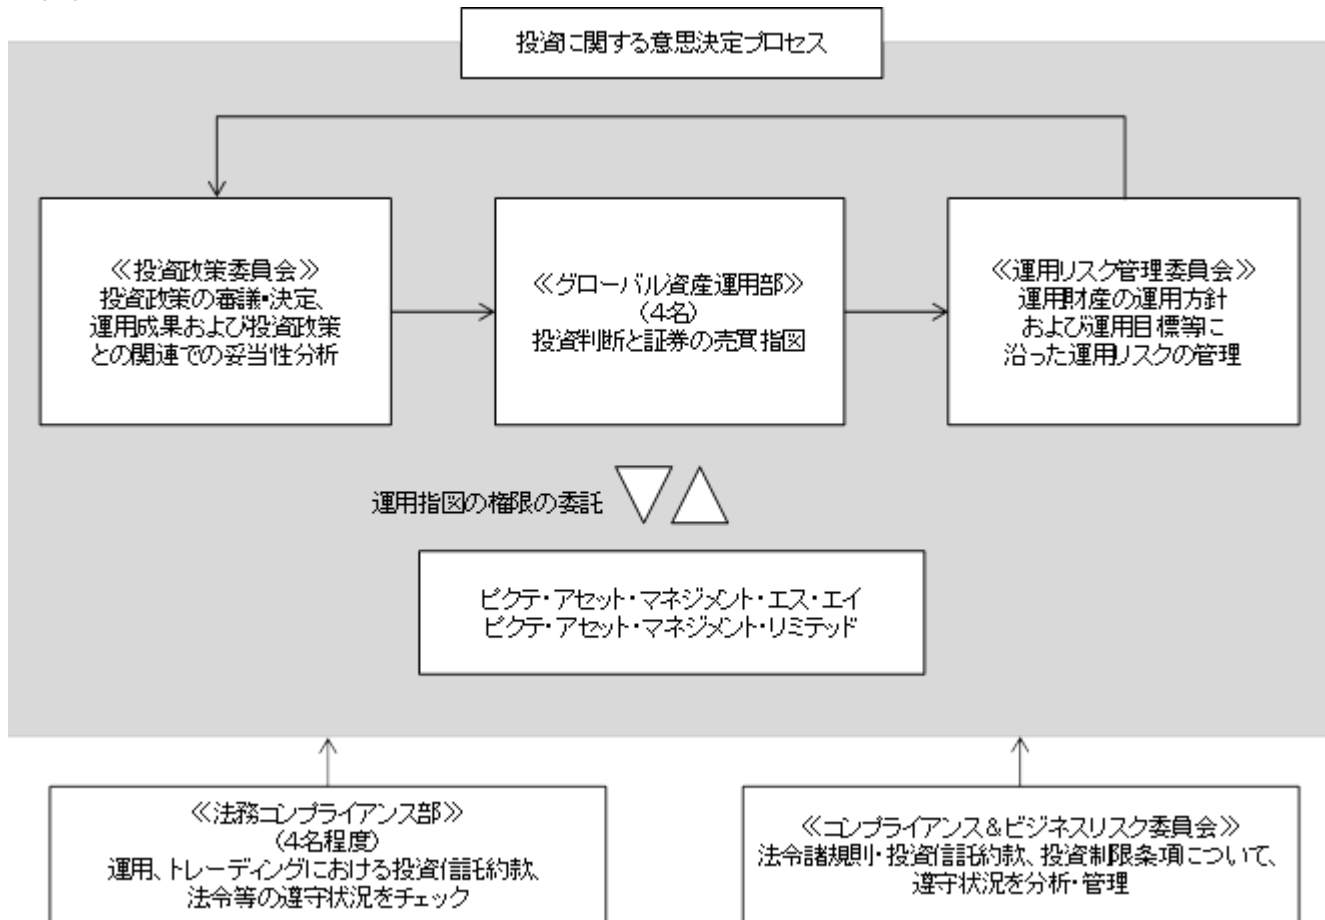 投資に関する意思決定プロセス
≪投資政策委員会≫
投資政策の審議・決定、
運用成果および投資政策
との関連での妥当性分析
≪グローバル資産運用部≫
(4名)
投資判断と証券の売買指図
≪運用リスク管理委員会≫
運用財産の運用方針
および運用目標等に
沿った運用リスクの管理
運用指図の権限の委託
ピクテ・アセット・マネジメント・エス・エイ
ピクテ・アセット・マネジメント・リミテッド
≪法務コンプライアンス部≫
(4名程度)
運用、トレーディングにおける投資信託約款、
法令等の遵守状況をチェック
≪コンプライアンス&ビジネスリスク委員会≫
法令諸規則・投資信託約款、投資制限条項について、
遵守状況を分析・管理